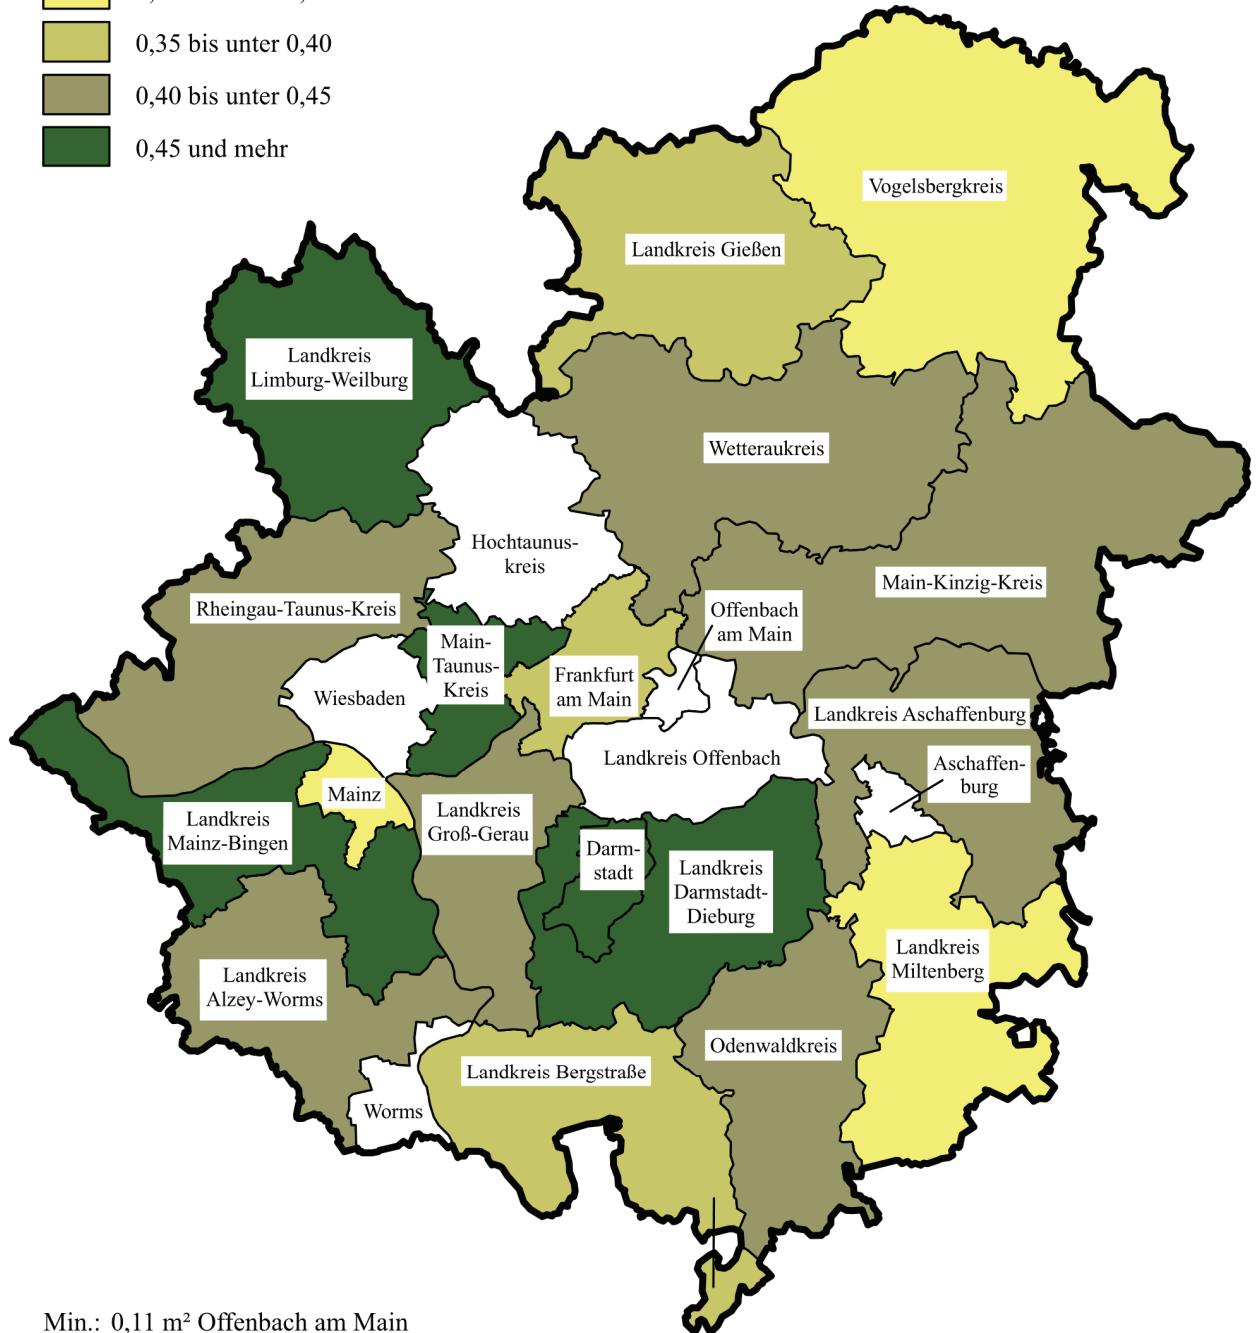 0,35 bis unter 0,40
0,40 bis unter 0,45
0,45 und mehr
Vogelsbergkreis
Landkreis Gießen
Landkreis
Limburg-Weilburg
Wetteraukreis
Hochtaunus-
kreis
Main-Kinzig-Kreis
Rheingau-Taunus-Kreis
Offenbach
am Main
Main-
Taunus-
Kreis
Frankfurt
am Main
Wiesbaden
Landkreis Aschaffenburg
Landkreis Offenbach
Aschaffen-
burg
Mainz
Landkreis
Groß-Gerau
Landkreis
Mainz-Bingen
Darm-
stadt
Landkreis
Darmstadt-
Dieburg
Landkreis
Miltenberg
Landkreis
Alzey-Worms
Odenwaldkreis
Landkreis Bergstraße
Worms
Min.: 0,11 m² Offenbach am Main